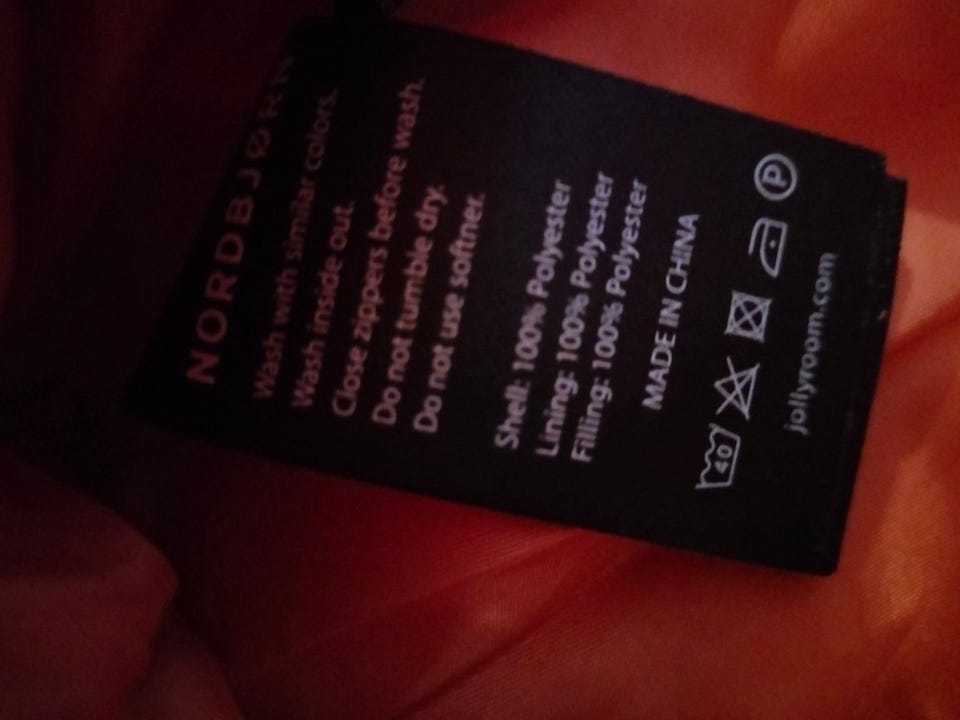 NORDBJØRN
Wash with similar colors.
Wash inside out.
Close zippers before wash.
Do not tumble dry.
Do not use softner.
Shell: 100% Polyester
Lining: 100% Polyester
Filling: 100% Polyester
MADE IN CHINA
40 P
jollyroom.com